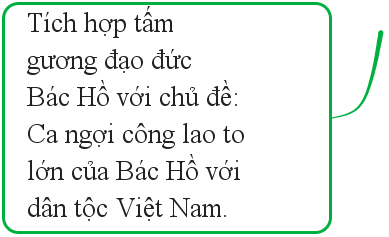 Tích hợp tấm
gương đạo đức
Bác Hồ với chủ đề:
Ca ngợi công lao to
lớn của Bác Hồ với
dân tộc Việt Nam.